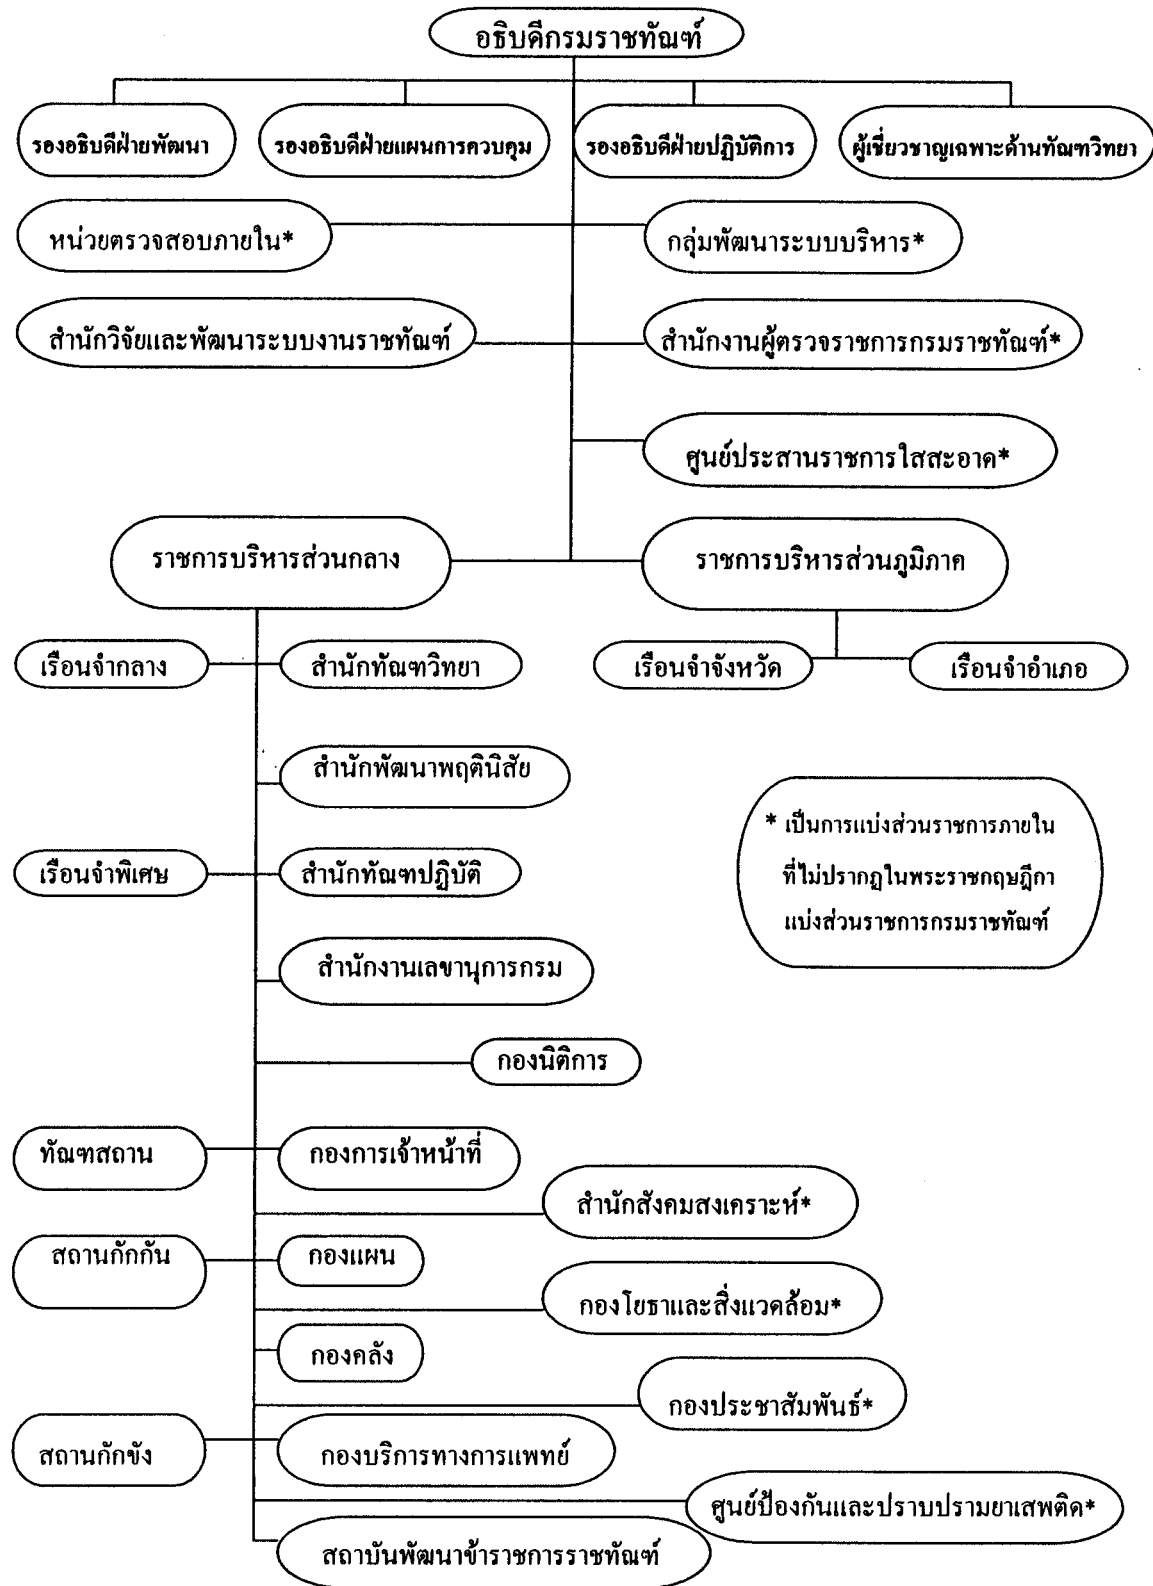 อธิบดีกรมราชทัณฑ์
รองอธิบดีฝ่ายพัฒนา
รองอธิบดีฝ่ายแผนการควบคุม
รองอธิบดีฝ่ายปฏิบัติการ
ผู้เชี่ยวชาญเฉพาะด้านทัณฑวิทยา
หน่วยตรวจสอบภายใน*
กลุ่มพัฒนาระบบบริหาร*
สำนักวิจัยและพัฒนาระบบงานราชทัณฑ์
สำนักงานผู้ตรวจราชการกรมราชทัณฑ์*
ศูนย์ประสานราชการใสสะอาด*
ราชการบริหารส่วนกลาง
ราชการบริหารส่วนภูมิภาค
เรือนจำกลาง
สำนักทัณฑวิทยา
เรือนจำจังหวัด
เรือนจำอำเภอ
สำนักพัฒนาพฤตินิสัย
* เป็นการแบ่งส่วนราชการภายใน
ที่ไม่ปรากฏในพระราชกฤษฎีกา
แบ่งส่วนราชการกรมราชทัณฑ์
เรือนจำพิเศษ
สำนักทัณฑปฏิบัติ
สำนักงานเลขานุการกรม
กองนิติการ
ทัณฑสถาน
กองการเจ้าหน้าที่
สำนักสังคมสงเคราะห์*
สถานกักกัน
กองแผน
กองโยธาและสิ่งแวดล้อม*
กองคลัง
กองประชาสัมพันธ์*
สถานกักขัง
กองบริการทางการแพทย์
ศูนย์ป้องกันและปราบปรามยาเสพติด*
สถาบันพัฒนาข้าราชการราชทัณฑ์